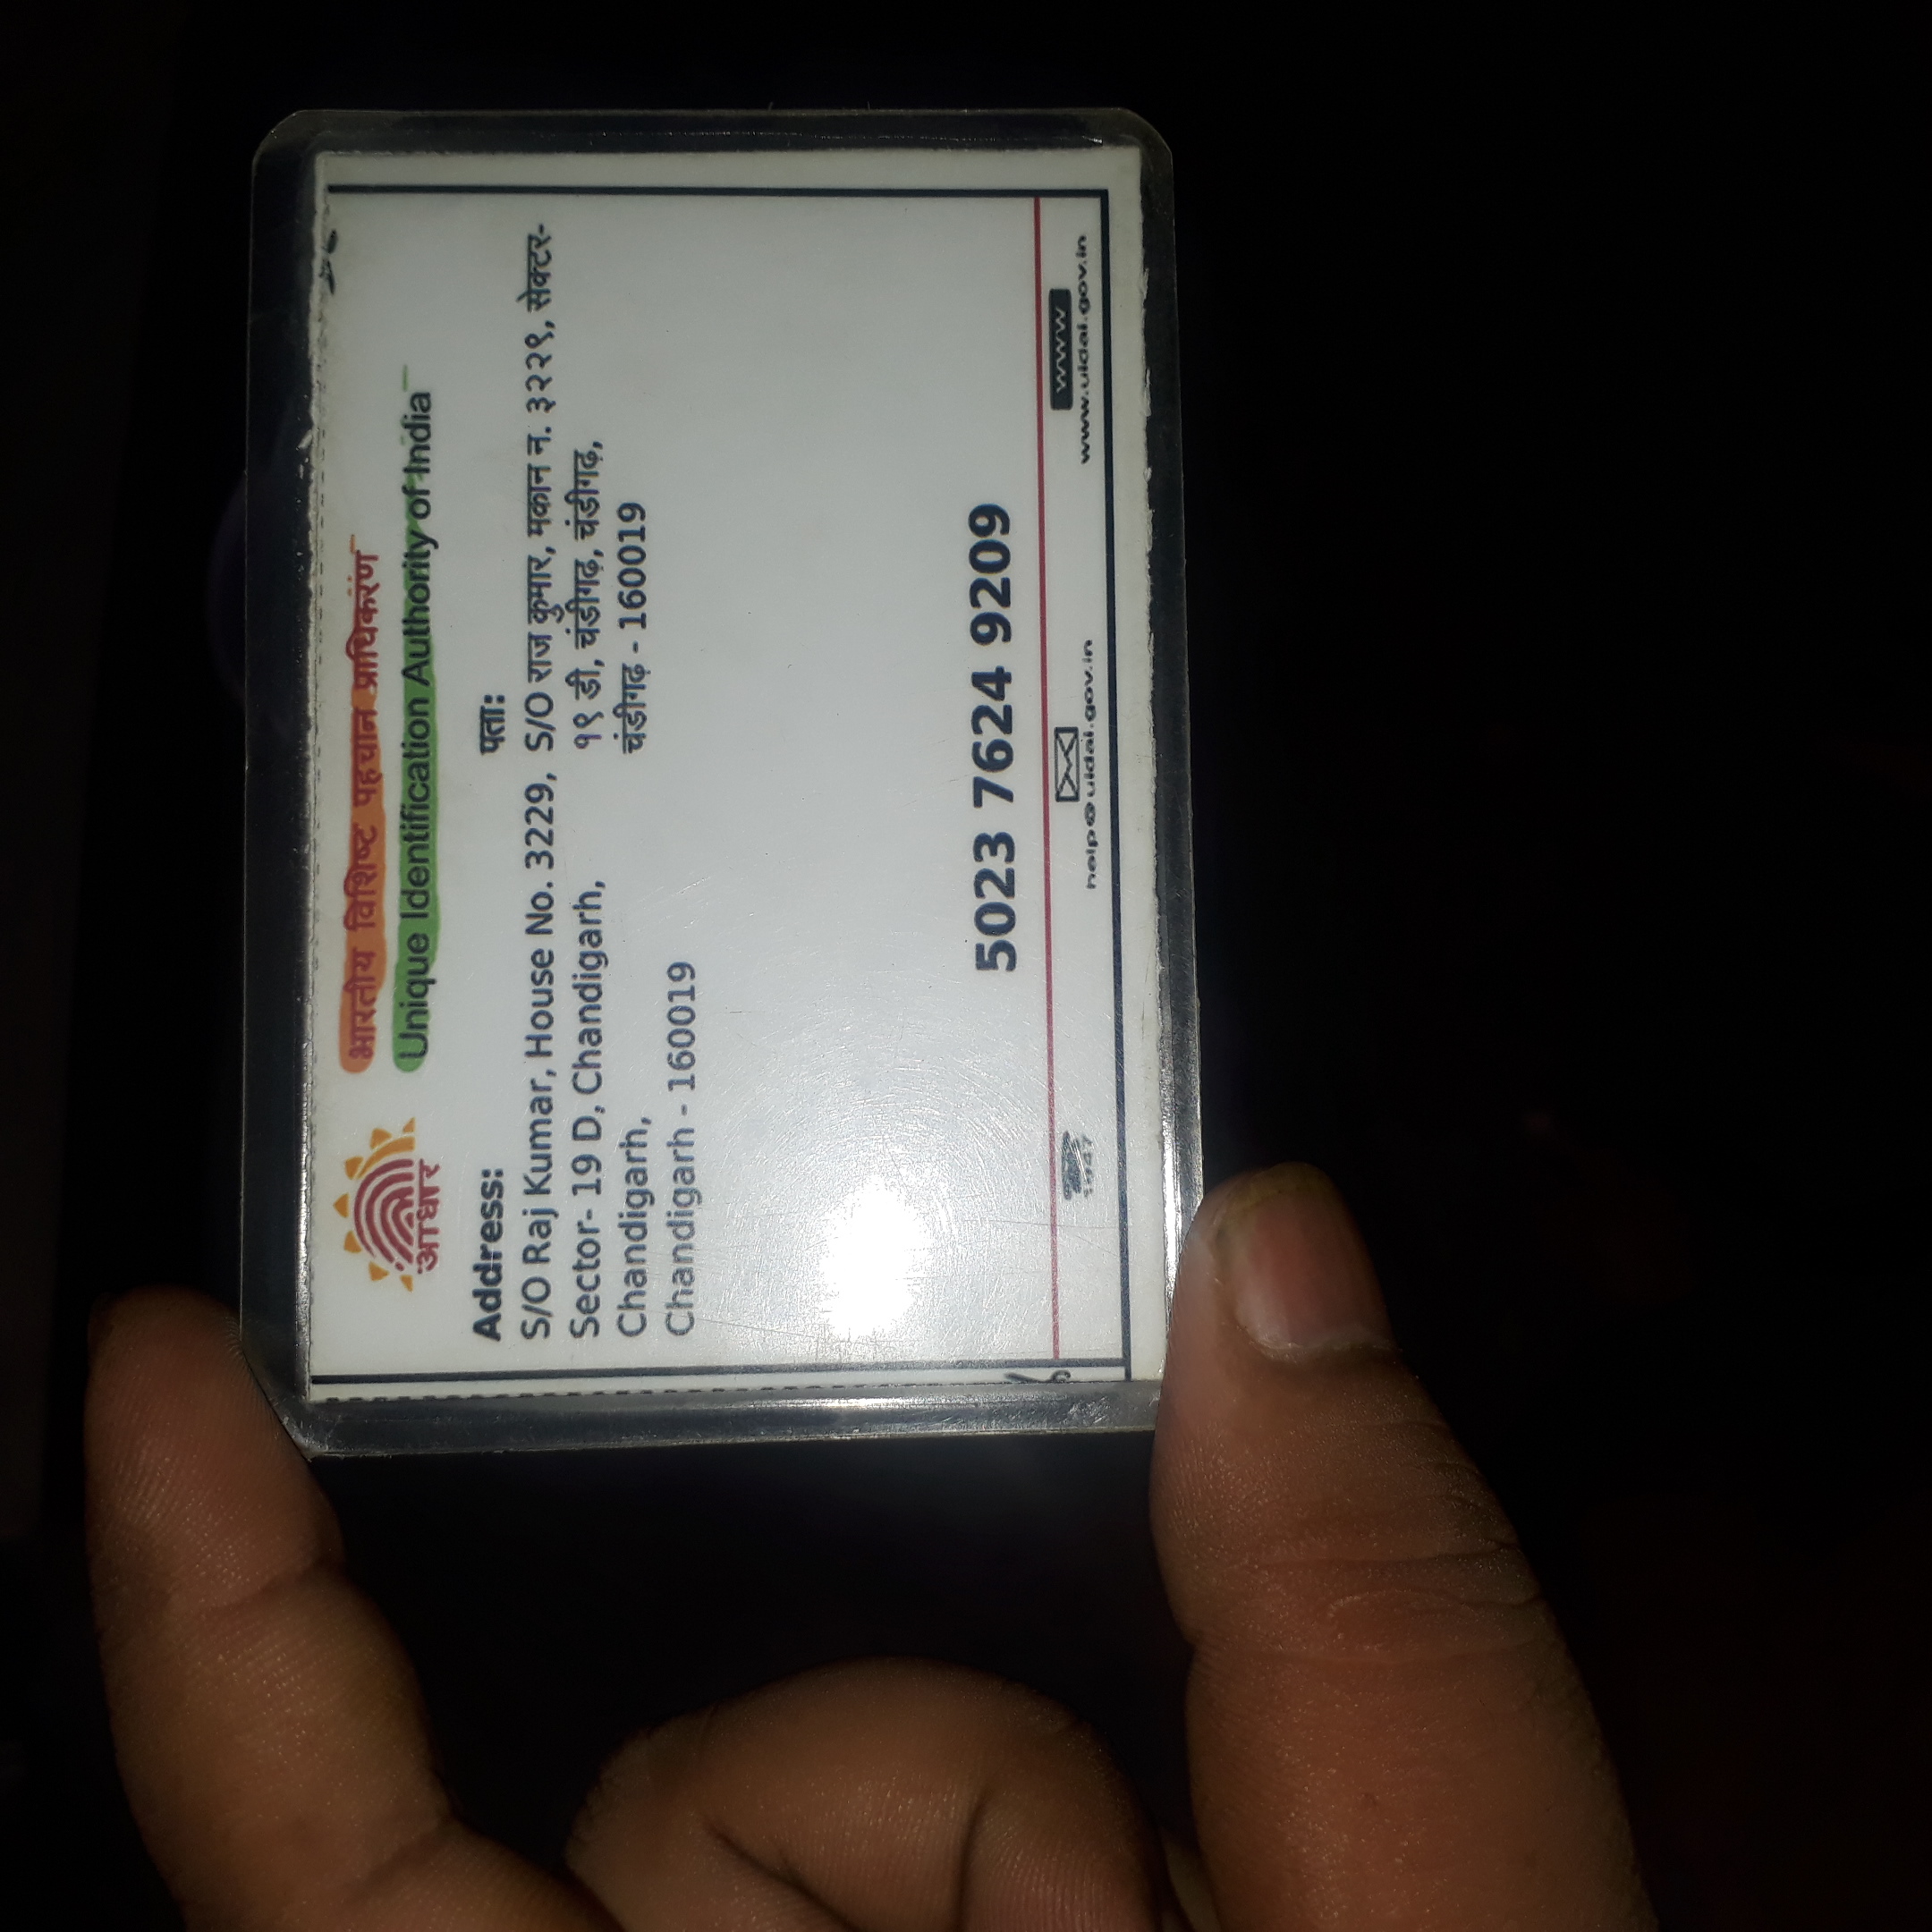 भारतीय विशिष्ट पहचान प्राधिकरण
Unique Identification Authority of India
आधार
Address:
S/O Raj Kumar, House No. 3229,
Sector- 19 D, Chandigarh,
Chandigarh,
Chandigarh - 160019
पता:
S/O राज कुमार, मकान न. ३२२९, सेक्टर-
१९ डी, चंडीगढ़, चंडीगढ़,
चंडीगढ़ - 160019
5023 7624 9209
1947
help@uidai.gov.in
www
www.uidai.gov.in